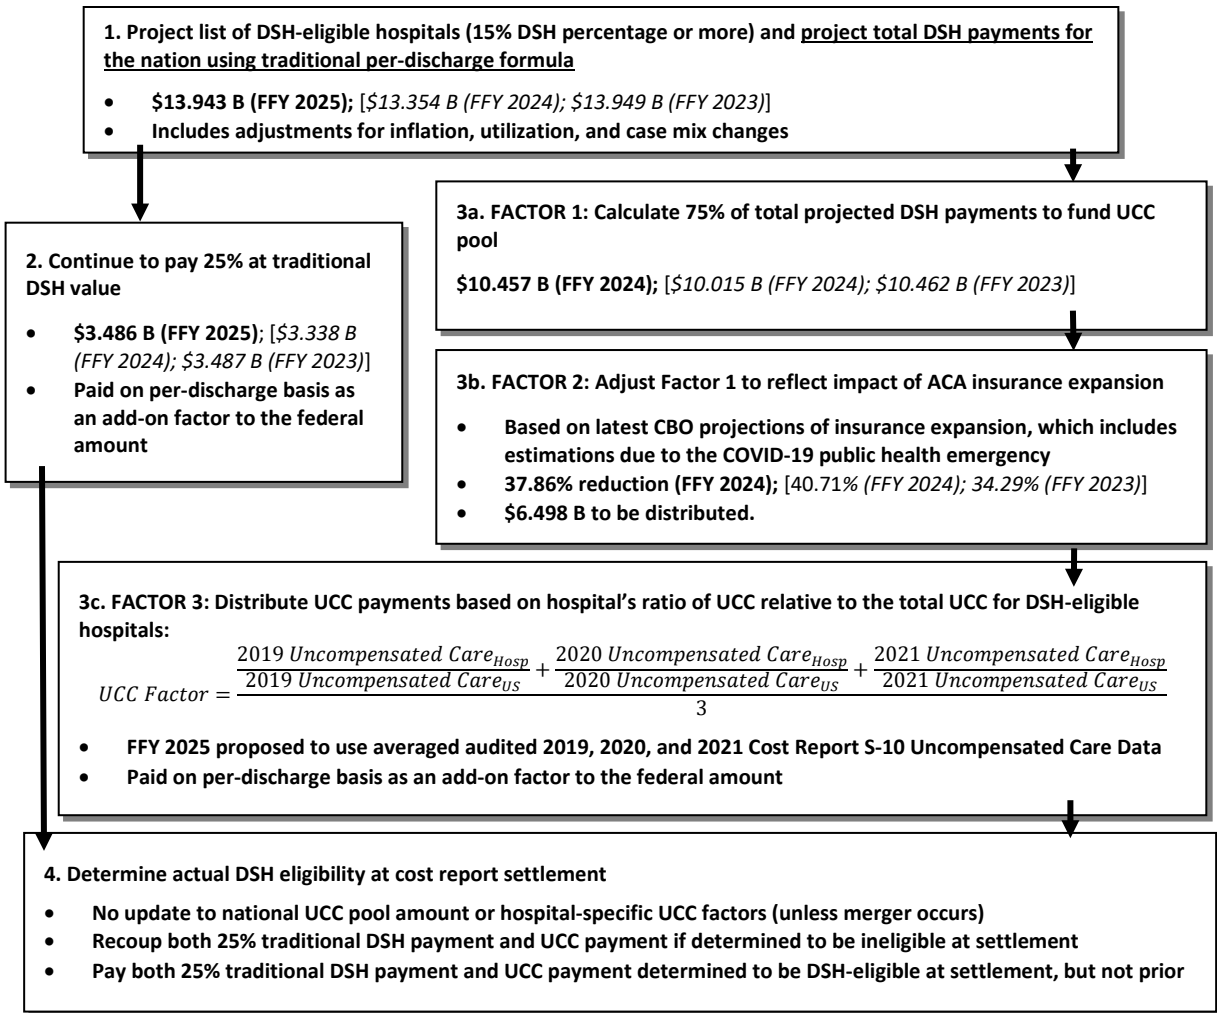 1. Project list of DSH-eligible hospitals (15% DSH percentage or more) and project total DSH payments for
the nation using traditional per-discharge formula
• $13.943 B (FFY 2025); [$13.354 B (FFY 2024); $13.949 B (FFY 2023)]
• Includes adjustments for inflation, utilization, and case mix changes
2. Continue to pay 25% at traditional
DSH value
• $3.486 B (FFY 2025); [$3.338 B
(FFY 2024); $3.487 B (FFY 2023)]
• Paid on per-discharge basis as
an add-on factor to the federal
amount
3a. FACTOR 1: Calculate 75% of total projected DSH payments to fund UCC
pool
$10.457 B (FFY 2024); [$10.015 B (FFY 2024); $10.462 B (FFY 2023)]
3b. FACTOR 2: Adjust Factor 1 to reflect impact of ACA insurance expansion
• Based on latest CBO projections of insurance expansion, which includes
estimations due to the COVID-19 public health emergency
• 37.86% reduction (FFY 2024); [40.71% (FFY 2024); 34.29% (FFY 2023)]
• $6.498 B to be distributed.
3c. FACTOR 3: Distribute UCC payments based on hospital's ratio of UCC relative to the total UCC for DSH-eligible
hospitals:
2019 Uncompensated Care Hosp + 2020 Uncompensated Care Hosp + 2021 Uncompensated Care Hosp
UCC Factor = 2019 Uncompensated Care US 2020 Uncompensated Care US 2021 Uncompensated Care US
3
• FFY 2025 proposed to use averaged audited 2019, 2020, and 2021 Cost Report S-10 Uncompensated Care Data
• Paid on per-discharge basis as an add-on factor to the federal amount
4. Determine actual DSH eligibility at cost report settlement
• No update to national UCC pool amount or hospital-specific UCC factors (unless merger occurs)
• Recoup both 25% traditional DSH payment and UCC payment if determined to be ineligible at settlement
• Pay both 25% traditional DSH payment and UCC payment determined to be DSH-eligible at settlement, but not prior